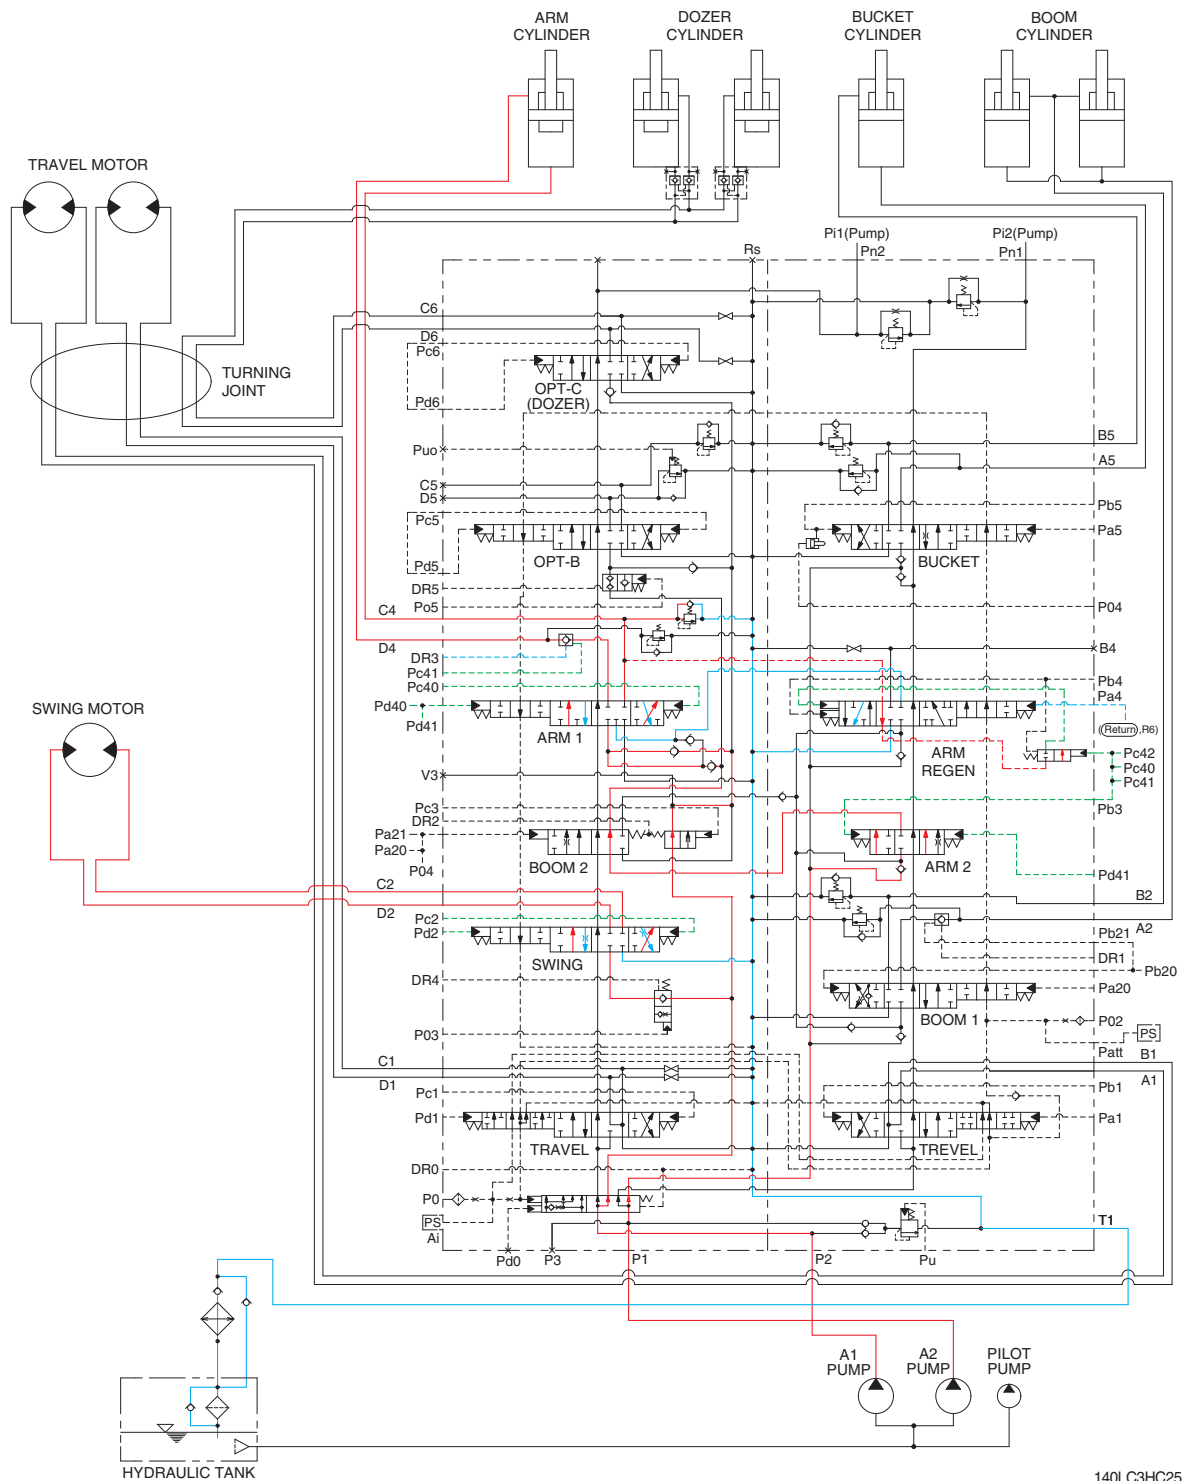 ARM
CYLINDER
DOZER
CYLINDER
BUCKET
CYLINDER
BOOM
CYLINDER
TRAVEL MOTOR
TURNING
JOINT
Rs
Pi1(Pump)
Pn2
Pi2(Pump)
Pn1
C6
D6
Pc6
Pd6
OPT-C
(DOZER)
Puo
C5
D5
Pc5
Pd5
OPT-B
DR5
Po5
B5
A5
Pb5
Pa5
BUCKET
P04
C4
D4
DR3
Pc41
Pc40
Pd40
Pd41
ARM 1
B4
Pb4
Pa4
(Return),R6)
ARM
REGEN
Pc42
Pc40
Pc41
Pb3
SWING MOTOR
V3
Pc3
DR2
Pa21
Pa20
P04
BOOM 2
ARM 2
Pd41
C2
D2
Pc2
Pd2
SWING
B2
A2
Pb21
DR1
Pb20
Pa20
BOOM 1
DR4
P03
P02
PS
Patt
C1
D1
Pc1
Pd1
TRAVEL
B1
A1
Pb1
Pa1
TREVEL
DR0
P0
PS
Ai
Pd0
P3
P1
P2
Pu
T1
A1
PUMP
A2
PUMP
PILOT
PUMP
HYDRAULIC TANK
140LC3HC25